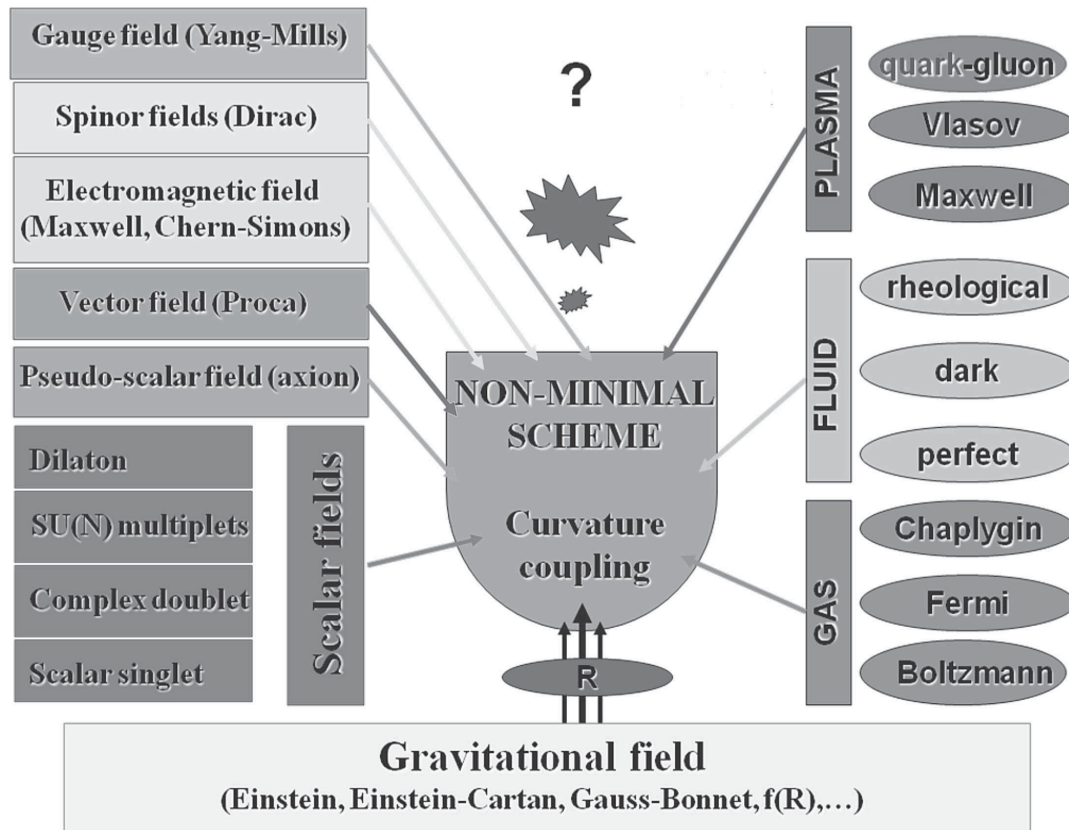 Gauge field (Yang-Mills)
Spinor fields (Dirac)
Electromagnetic field
(Maxwell, Chern-Simons)
Vector field (Proca)
Pseudo-scalar field (axion)
Dilaton
SU(N) multiplets
Complex doublet
Scalar singlet
Scalar fields
?
NON-MINIMAL
SCHEME
Curvature
coupling
R
PLASMA
quark-gluon
Vlasov
Maxwell
FLUID
rheological
dark
perfect
GAS
Chaplygin
Fermi
Boltzmann
Gravitational field
(Einstein, Einstein-Cartan, Gauss-Bonnet, f(R),...)